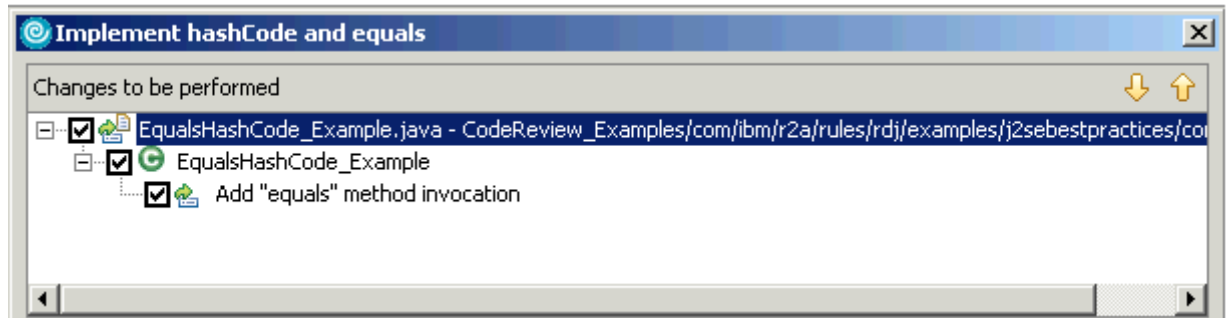 Implement hashCode and equals
Changes to be performed
EqualsHashCode_Example.java - CodeReview_Examples/com/ibm/r2a/rules/rdj/examples/j2sebestpractices/co
C EqualsHashCode_Example
Add "equals" method invocation